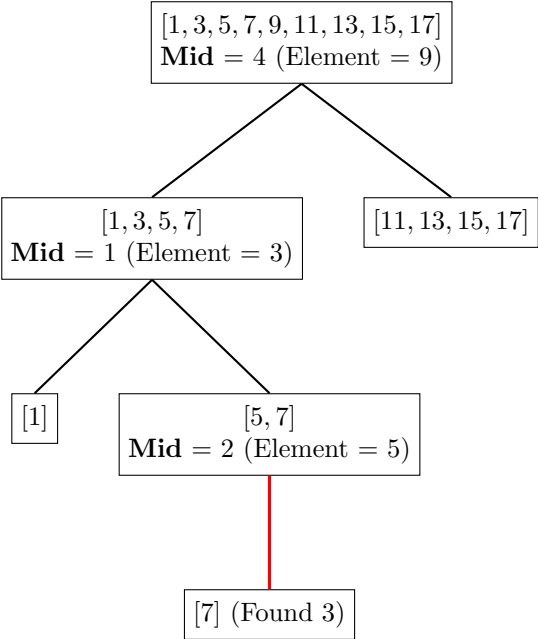 [1, 3, 5, 7, 9, 11, 13, 15, 17]
Mid = 4 (Element = 9)
[1, 3, 5, 7]
Mid = 1 (Element = 3)
[11, 13, 15, 17]
[1]
[5, 7]
Mid = 2 (Element = 5)
[7] (Found 3)